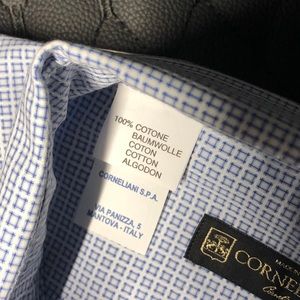 100% COTONE
BAUMWOLLE
COTON
COTTON
ALGODON
CORNELIANI S.P.A.
VIA PANIZZA, 5
MANTOVA - ITALY
CORNE